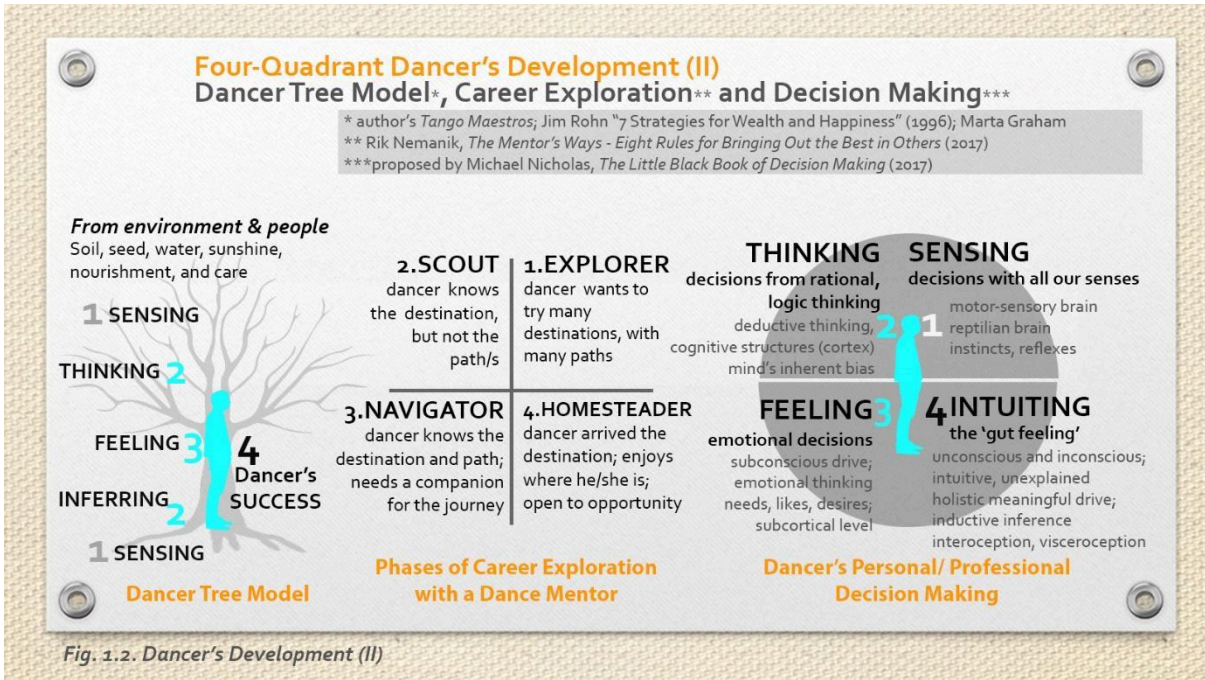 Four-Quadrant Dancer's Development (II)
Dancer Tree Model*, Career Exploration** and Decision Making***
* author's Tango Maestros; Jim Rohn "7 Strategies for Wealth and Happiness" (1996); Marta Graham
** Rik Nemanik, The Mentor's Ways - Eight Rules for Bringing Out the Best in Others (2017)
***proposed by Michael Nicholas, The Little Black Book of Decision Making (2017)
From environment & people
Soil, seed, water, sunshine,
nourishment, and care
1 SENSING
THINKING 2
FEELING 3
4
Dancer's
SUCCESS
INFERRING 2
1 SENSING
Dancer Tree Model
2.SCOUT
dancer knows
the destination,
but not the
path/s
1.EXPLORER
dancer wants to
try many
destinations, with
many paths
3.NAVIGATOR
dancer knows the
destination and path;
needs a companion
for the journey
4.HOMESTEADER
dancer arrived the
destination; enjoys
where he/she is;
open to opportunity
Phases of Career Exploration
with a Dance Mentor
THINKING
decisions from rational,
logic thinking
deductive thinking,
cognitive structures (cortex)
mind's inherent bias
2
SENSING
decisions with all our senses
1
motor-sensory brain
reptilian brain
instincts, reflexes
FEELING 3
emotional decisions
subconscious drive;
emotional thinking
needs, likes, desires;
subcortical level
4 INTUITING
the 'gut feeling'
unconscious and inconscious;
intuitive, unexplained
holistic meaningful drive;
inductive inference
interoception, visceroception
Dancer's Personal/ Professional
Decision Making
Fig. 1.2. Dancer's Development (II)